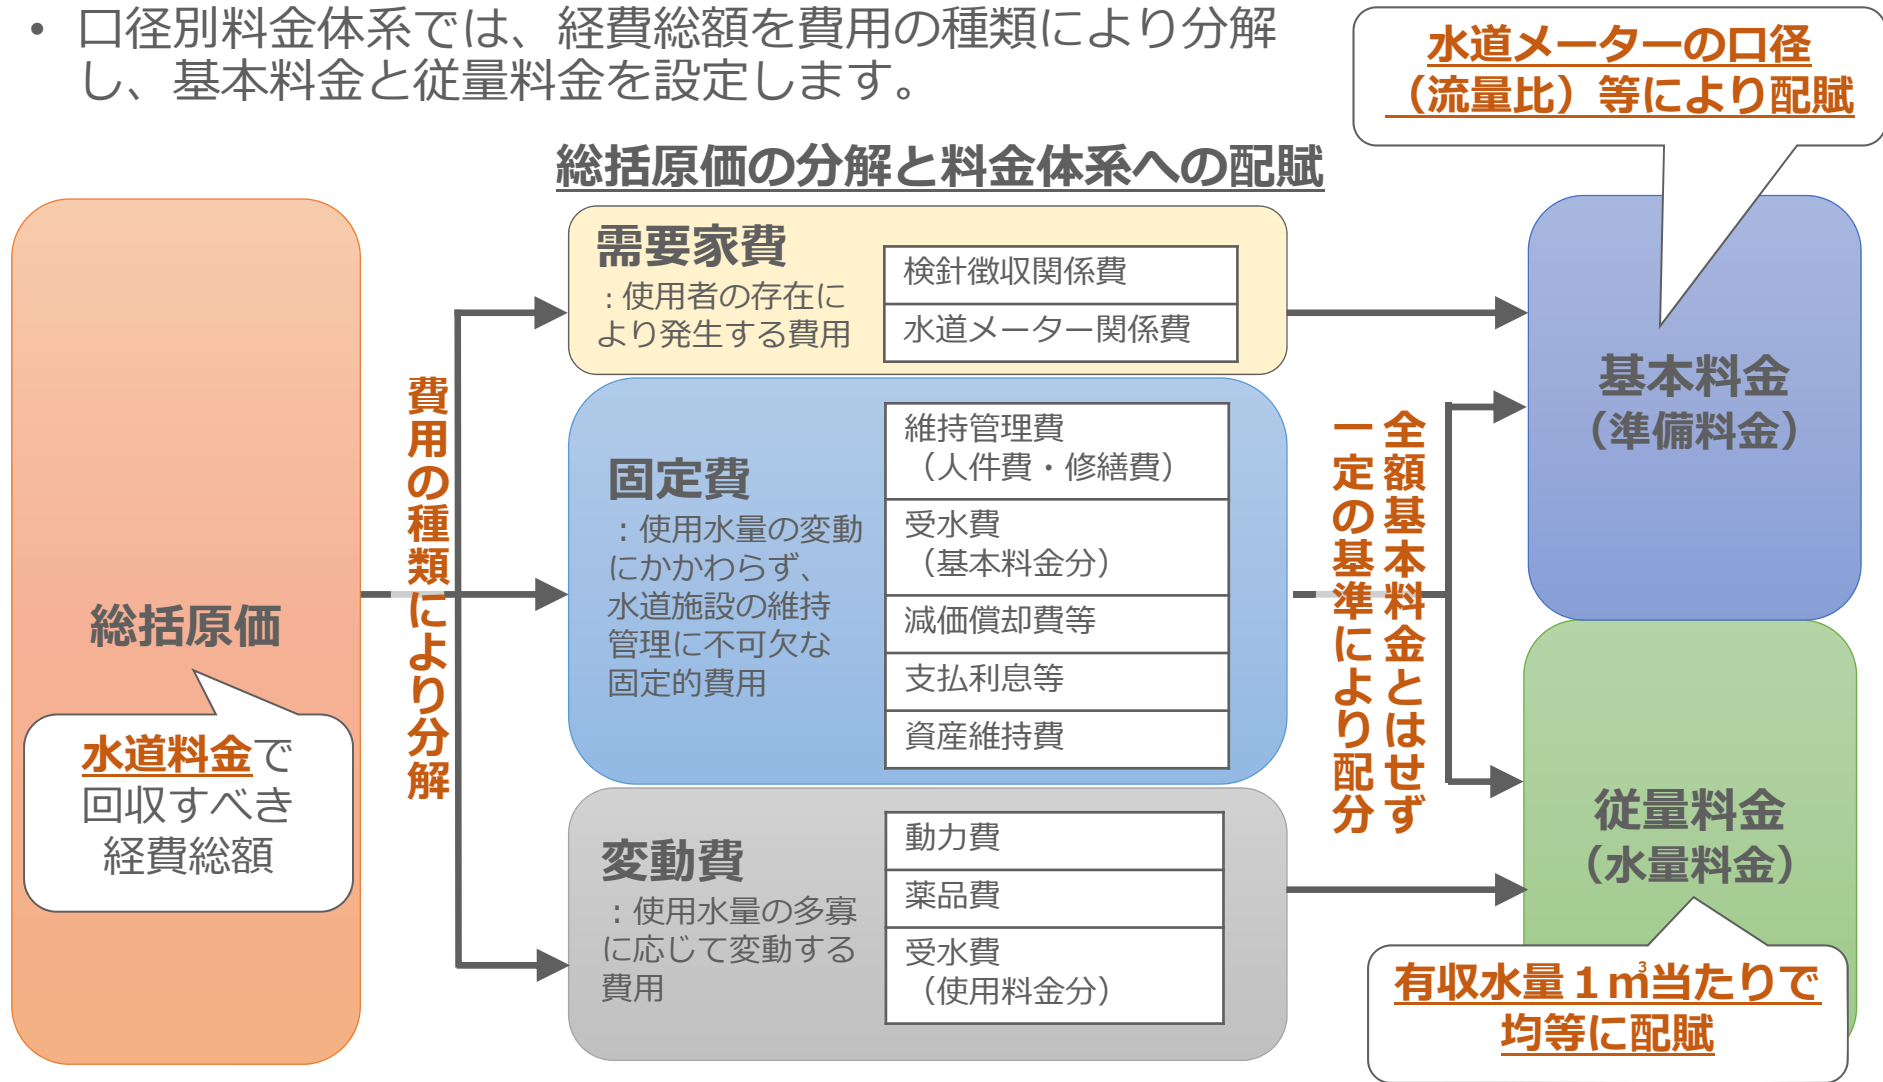 • 口径別料金体系では、経費総額を費用の種類により分解
し、基本料金と従量料金を設定します。
水道メーターの口径
（流量比）等により配賦
総括原価の分解と料金体系への配賦
総括原価
水道料金で
回収すべき
経費総額
費用の種類により分解
需要家費
：使用者の存在に
より発生する費用
検針徴収関係費
水道メーター関係費
固定費
：使用水量の変動
にかかわらず、
水道施設の維持
管理に不可欠な
固定的費用
維持管理費
（人件費・修繕費）
受水費
（基本料金分）
減価償却費等
支払利息等
資産維持費
変動費
：使用水量の多寡
に応じて変動する
費用
動力費
薬品費
受水費
（使用料金分）
全額基本料金とはせず
一定の基準により配分
基本料金
（準備料金）
従量料金
（水量料金）
有収水量１㎥当たりで
均等に配賦